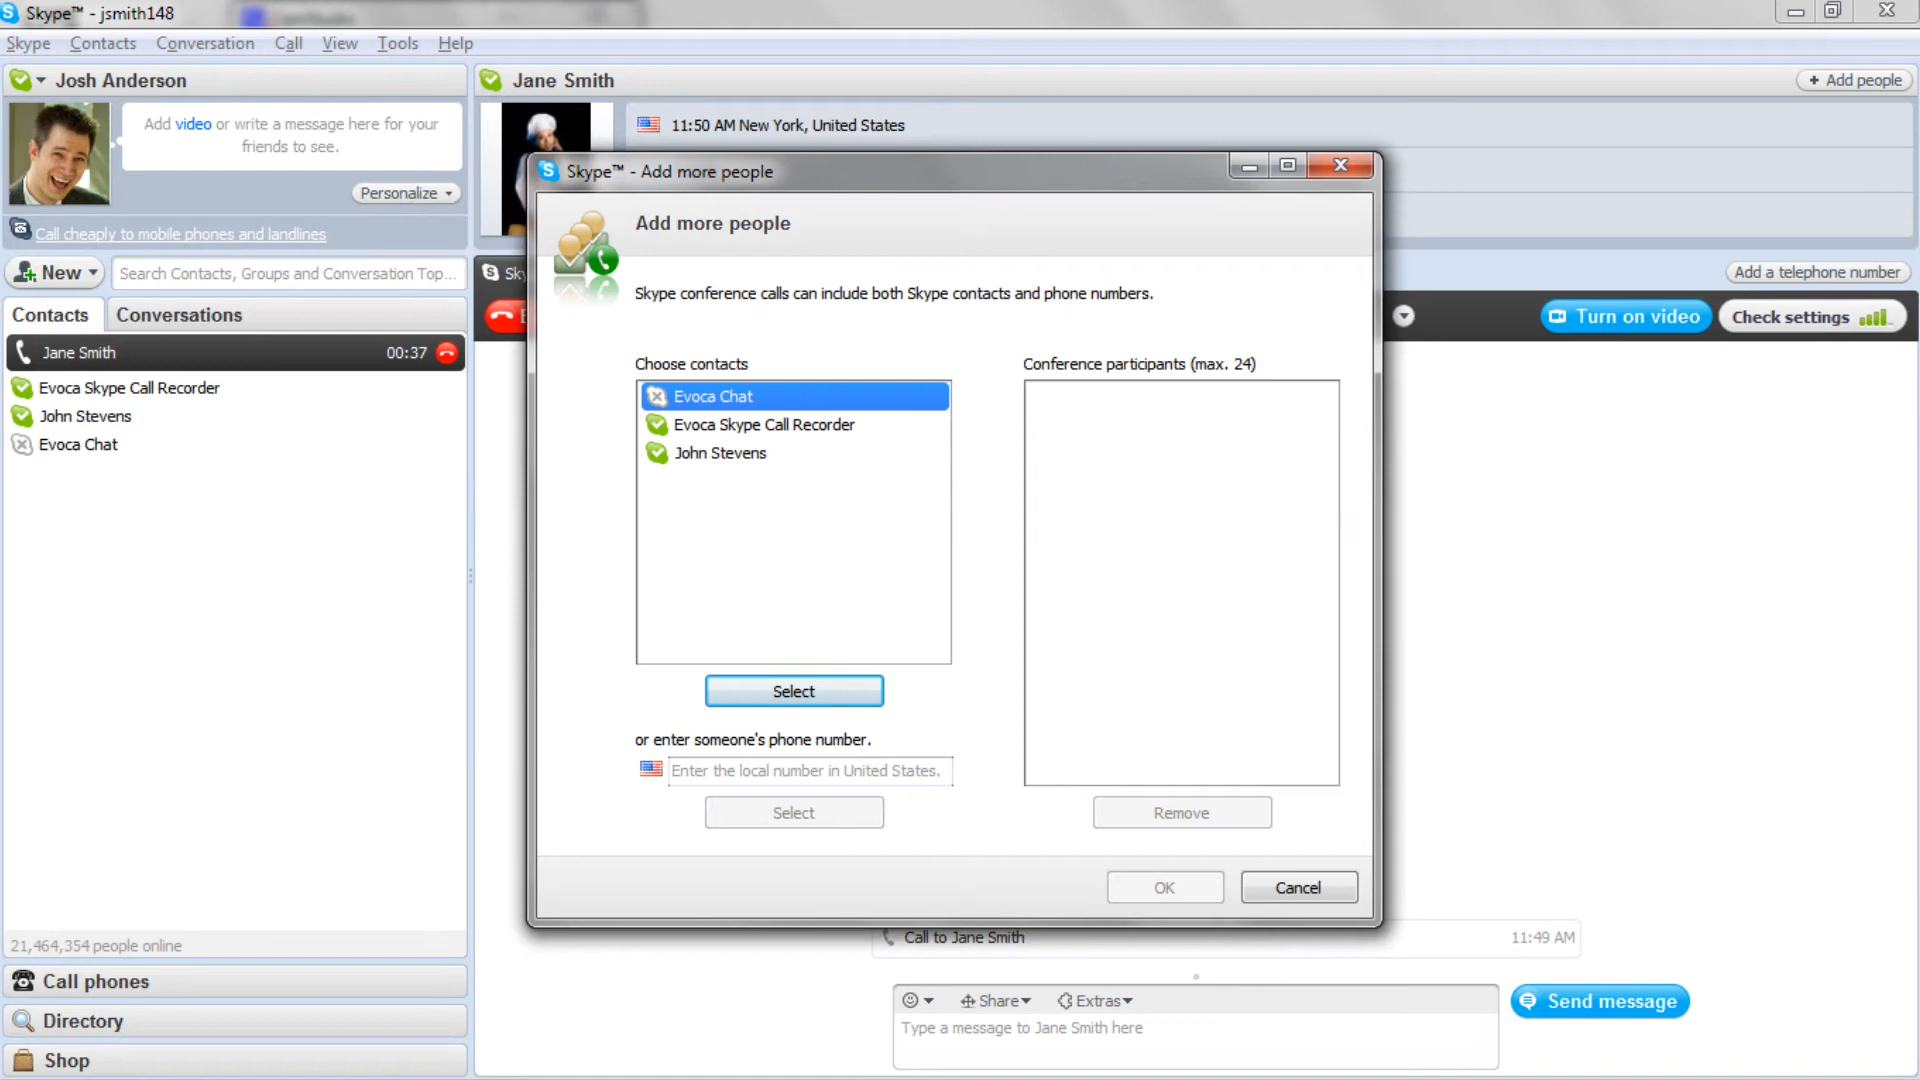 Skype™ - jsmith148
Skype Contacts Conversation Call View Tools Help
Josh Anderson
Add video or write a message here for your
friends to see.
Personalize
Call cheaply to mobile phones and landlines
New
Search Contacts, Groups and Conversation Top...
Contacts
Conversations
Jane Smith 00:37
Evoca Skype Call Recorder
John Stevens
Evoca Chat
21,464,354 people online
Call phones
Directory
Shop
Jane Smith
+ Add people
11:50 AM New York, United States
Add a telephone number
Turn on video
Check settings
Skype™ - Add more people
Add more people
Skype conference calls can include both Skype contacts and phone numbers.
Choose contacts
Evoca Chat
Evoca Skype Call Recorder
John Stevens
Select
or enter someone's phone number.
Enter the local number in United States.
Select
Conference participants (max. 24)
Remove
OK
Cancel
Call to Jane Smith 11:49 AM
Share
Extras
Type a message to Jane Smith here
Send message